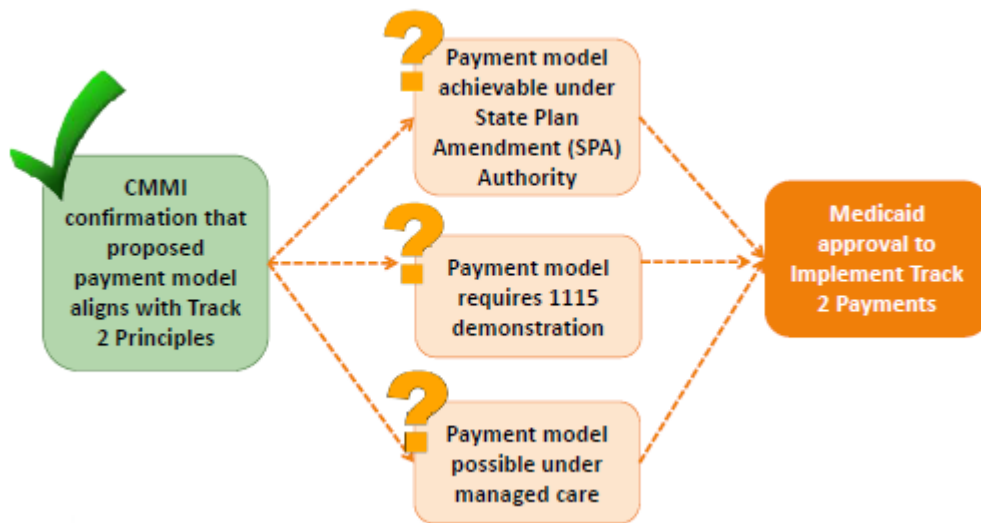 CMMI
confirmation that
proposed
payment model
aligns with Track
2 Principles
?
Payment model
achievable under
State Plan
Amendment (SPA)
Authority
?
Payment model
requires 1115
demonstration
?
Payment model
possible under
managed care
Medicaid
approval to
Implement Track
2 Payments